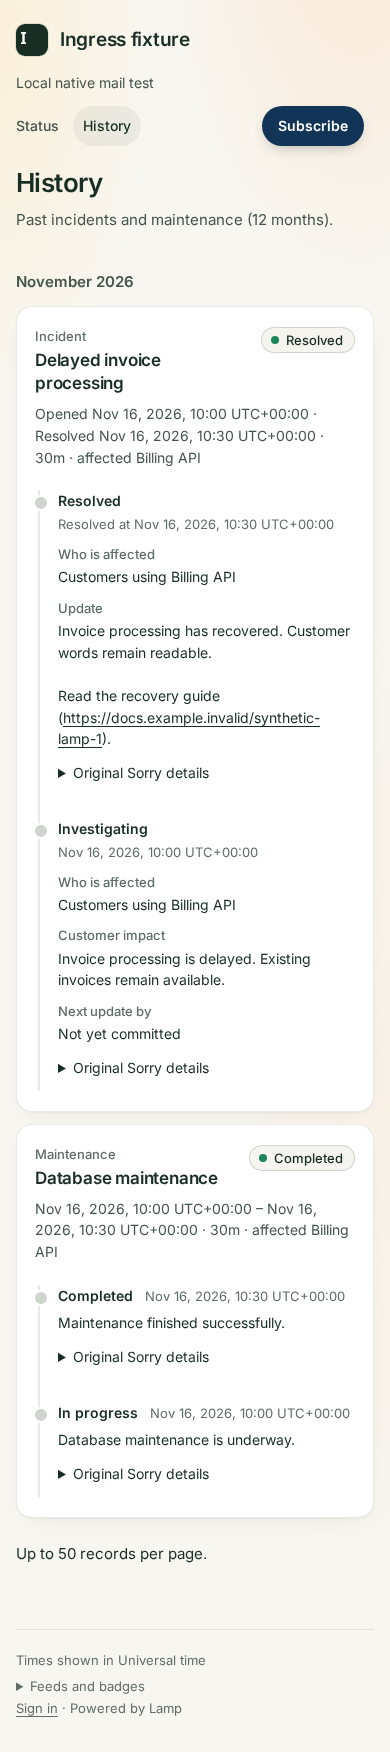 I
Ingress fixture
Local native mail test
Status
History
Subscribe
History
Past incidents and maintenance (12 months).
November 2026
Incident
Resolved
Delayed invoice
processing
Opened Nov 16, 2026, 10:00 UTC+00:00 ·
Resolved Nov 16, 2026, 10:30 UTC+00:00 ·
30m · affected Billing API
Resolved
Resolved at Nov 16, 2026, 10:30 UTC+00:00
Who is affected
Customers using Billing API
Update
Invoice processing has recovered. Customer
words remain readable.
Read the recovery guide
(https://docs.example.invalid/synthetic-
lamp-1).
Original Sorry details
Investigating
Nov 16, 2026, 10:00 UTC+00:00
Who is affected
Customers using Billing API
Customer impact
Invoice processing is delayed. Existing
invoices remain available.
Next update by
Not yet committed
Original Sorry details
Maintenance
Completed
Database maintenance
Nov 16, 2026, 10:00 UTC+00:00 – Nov 16,
2026, 10:30 UTC+00:00 · 30m · affected Billing
API
Completed Nov 16, 2026, 10:30 UTC+00:00
Maintenance finished successfully.
Original Sorry details
In progress Nov 16, 2026, 10:00 UTC+00:00
Database maintenance is underway.
Original Sorry details
Up to 50 records per page.
Times shown in Universal time
Feeds and badges
Sign in · Powered by Lamp